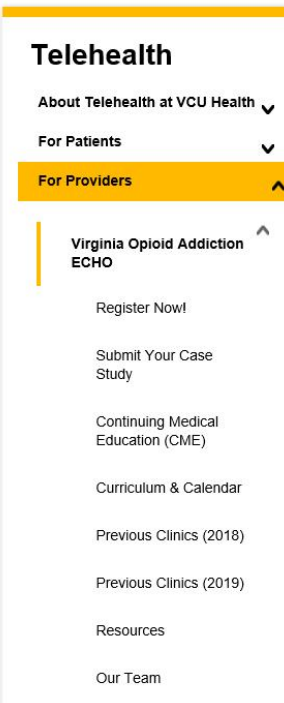 Telehealth
About Telehealth at VCU Health
For Patients
For Providers
Virginia Opioid Addiction
ECHO
Register Now!
Submit Your Case
Study
Continuing Medical
Education (CME)
Curriculum & Calendar
Previous Clinics (2018)
Previous Clinics (2019)
Resources
Our Team